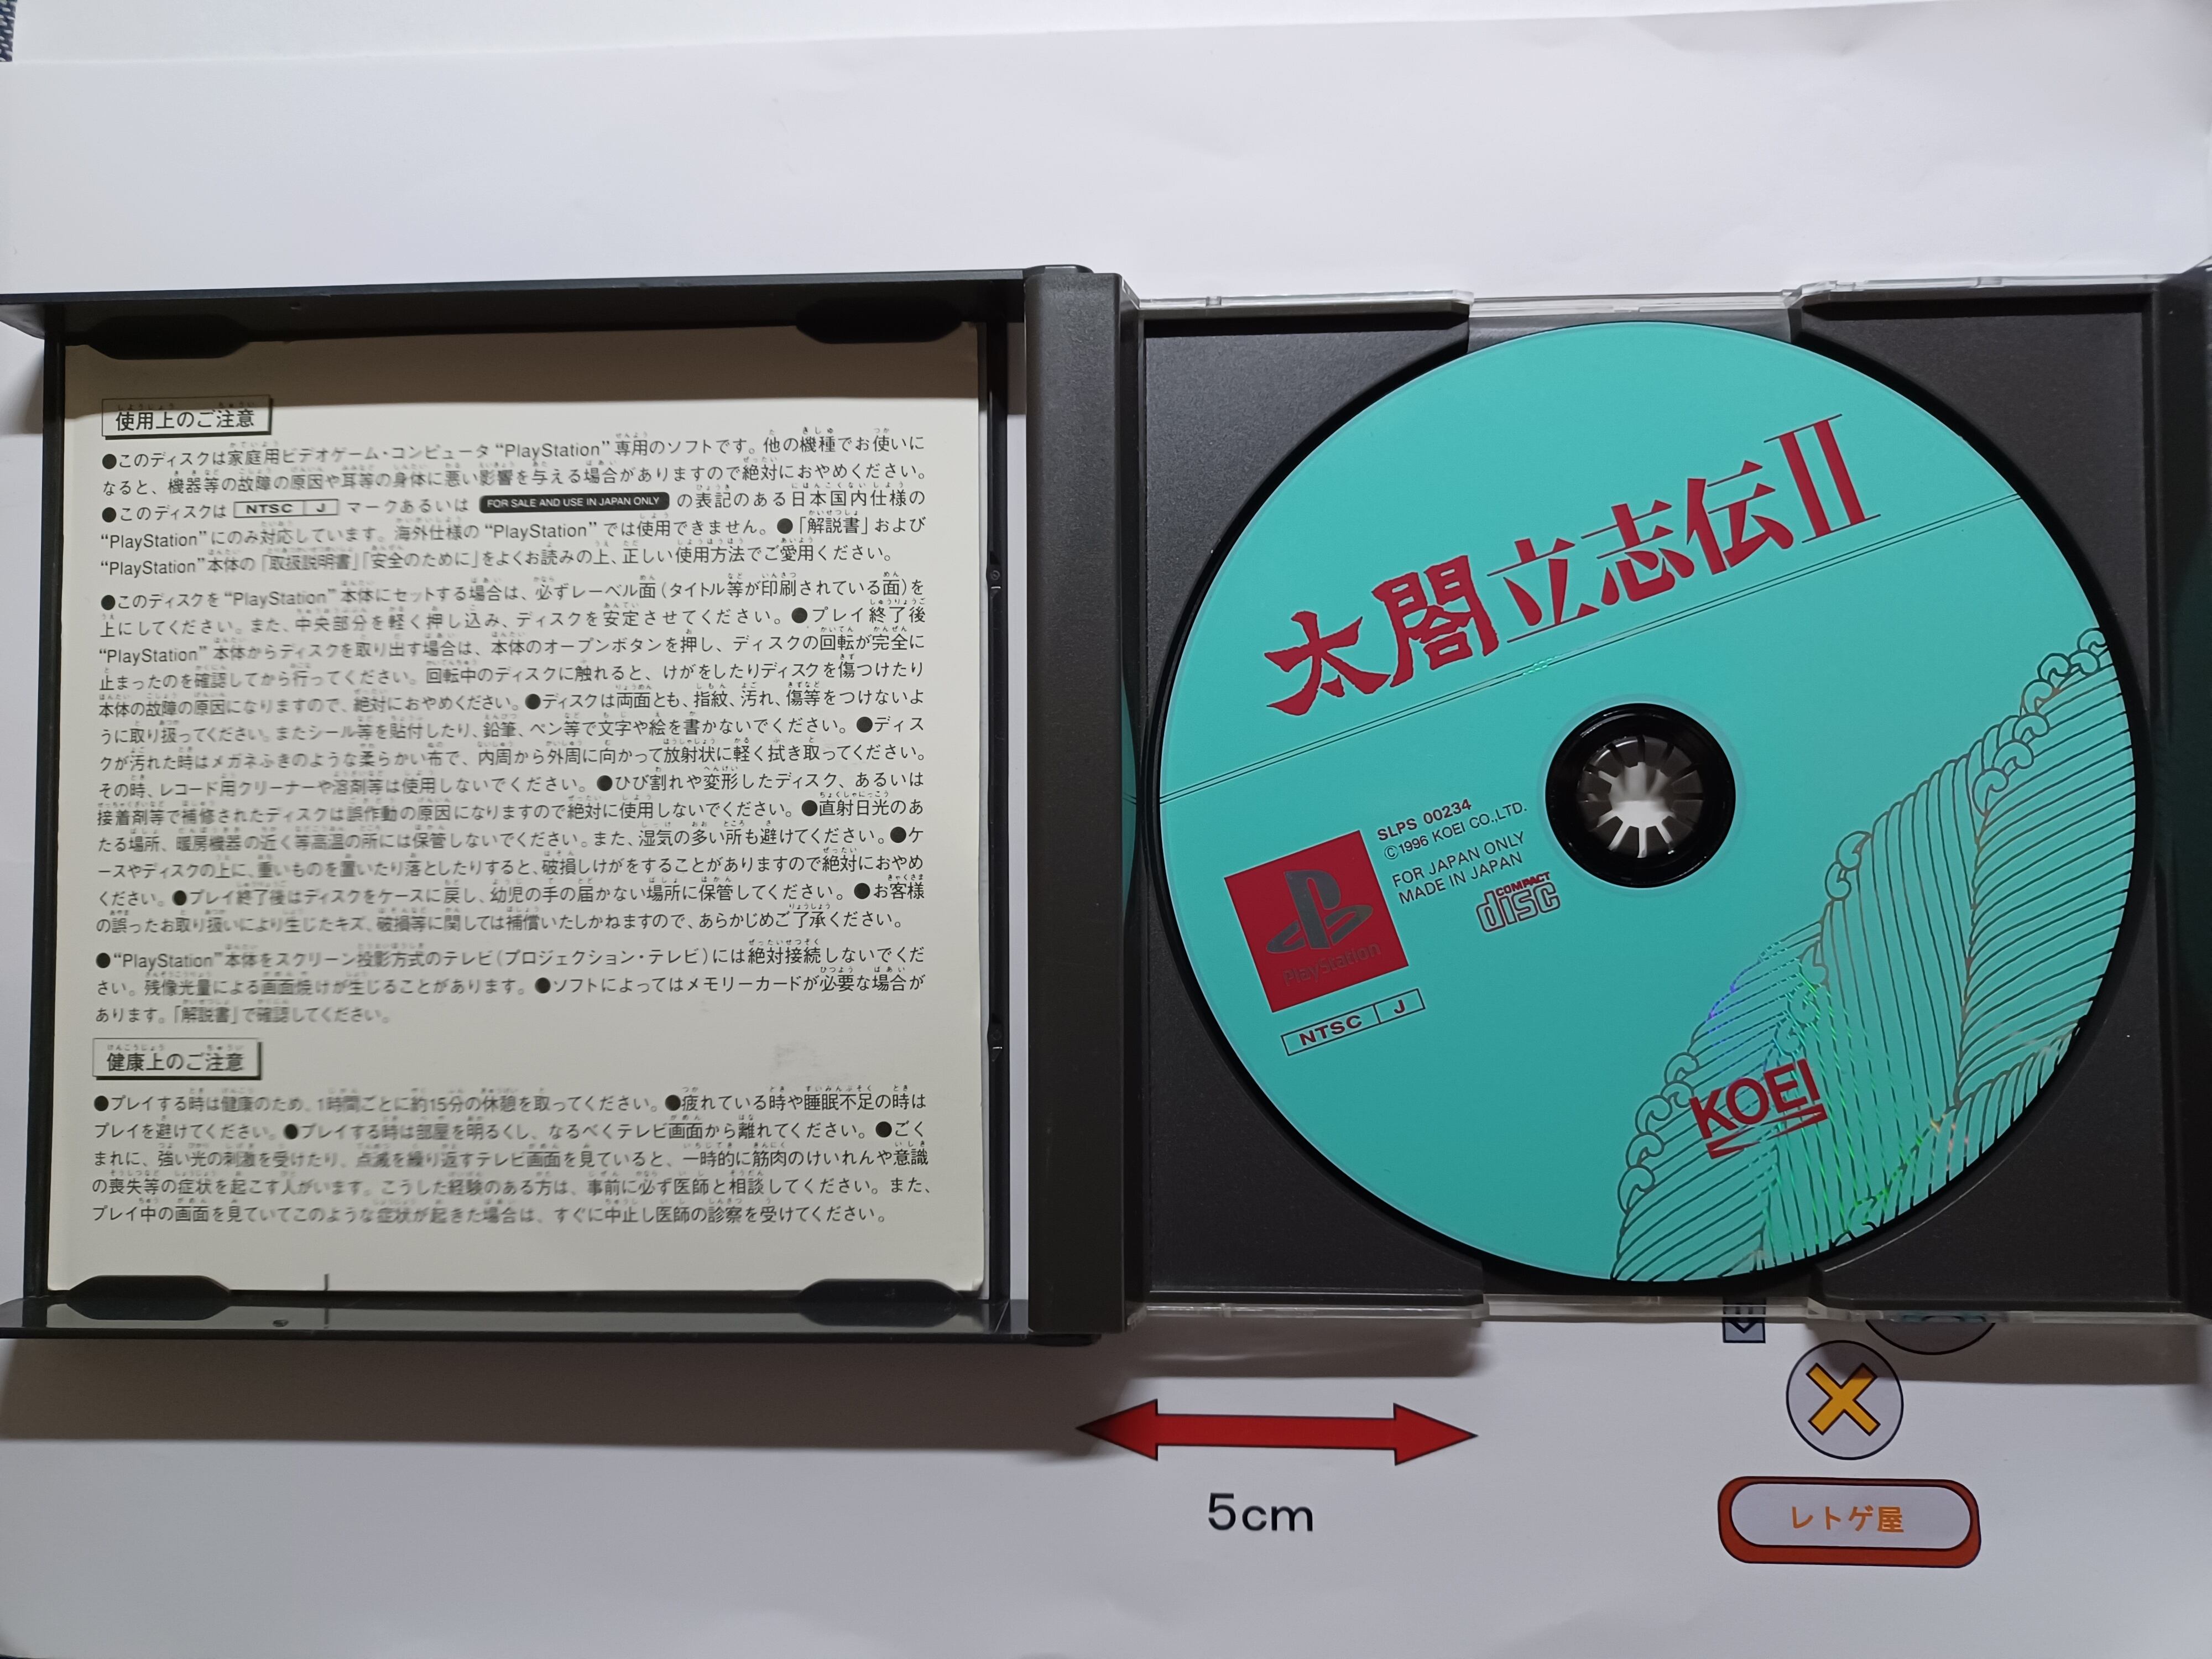 使用上のご注意
●このディスクは家庭用ビデオゲーム・コンピュータ“PlayStation”専用のソフトです。他の機種でお使いに
なると、機器等の故障の原因や耳等の身体に悪い影響を与える場合がありますので絶対におやめください。
●このディスクは NTSC J マークあるいは FOR SALE AND USE IN JAPAN ONLY の表記のある日本国内仕様の
“PlayStation”にのみ対応しています。海外仕様の“PlayStation”では使用できません。●「解説書」および
“PlayStation”本体の「取扱説明書」「安全のために」をよくお読みの上、正しい使用方法でご愛用ください。
●このディスクを“PlayStation”本体にセットする場合は、必ずレーベル面(タイトル等が印刷されている面)を
上にしてください。また、中央部分を軽く押し込み、ディスクを安定させてください。●プレイ終了後
“PlayStation”本体からディスクを取り出す場合は、本体のオープンボタンを押し、ディスクの回転が完全に
止まったのを確認してから行ってください。回転中のディスクに触れると、けがをしたりディスクを傷つけたり
本体の故障の原因になりますので、絶対におやめください。●ディスクは両面とも、指紋、汚れ、傷等をつけないよ
うに取り扱ってください。またシール等を貼付したり、鉛筆、ペン等で文字や絵を書かないでください。●ディス
クが汚れた時はメガネふきのような柔らかい布で、内周から外周に向かって放射状に軽く拭き取ってください。
その時、レコード用クリーナーや溶剤等は使用しないでください。●ひび割れや変形したディスク、あるいは
接着剤等で補修されたディスクは誤作動の原因になりますので絶対に使用しないでください。●直射日光のあ
たる場所、暖房機器の近く等高温の所には保管しないでください。また、湿気の多い所も避けてください。●ケ
ースやディスクの上に、重いものを置いたり落としたりすると、破損しけがをすることがありますので絶対におやめ
ください。●プレイ終了後はディスクをケースに戻し、幼児の手の届かない場所に保管してください。●お客様
の誤ったお取り扱いにより生じたキズ、破損等に関しては補償いたしかねますので、あらかじめご了承ください。
●“PlayStation”本体をスクリーン投影方式のテレビ(プロジェクション・テレビ)には絶対接続しないでくだ
さい。残像光量による画面焼けが生じることがあります。●ソフトによってはメモリーカードが必要な場合が
あります。「解説書」で確認してください。
健康上のご注意
●プレイする時は健康のため、1時間ごとに約15分の休憩を取ってください。●疲れている時や睡眠不足の時は
プレイを避けてください。●プレイする時は部屋を明るくし、なるべくテレビ画面から離れてください。●ごく
まれに、強い光の刺激を受けたり、点滅を繰り返すテレビ画面を見ていると、一時的に筋肉のけいれんや意識
の喪失等の症状を起こす人がいます。こうした経験のある方は、事前に必ず医師と相談してください。また、
プレイ中の画面を見ていてこのような症状が起きた場合は、すぐに中止し医師の診察を受けてください。
太閤立志伝II
SLPS 00234
©1996 KOEI CO.,LTD.
FOR JAPAN ONLY
MADE IN JAPAN
COMPACT
disc
PlayStation
NTSC J
KOEI
5cm
レトゲ屋